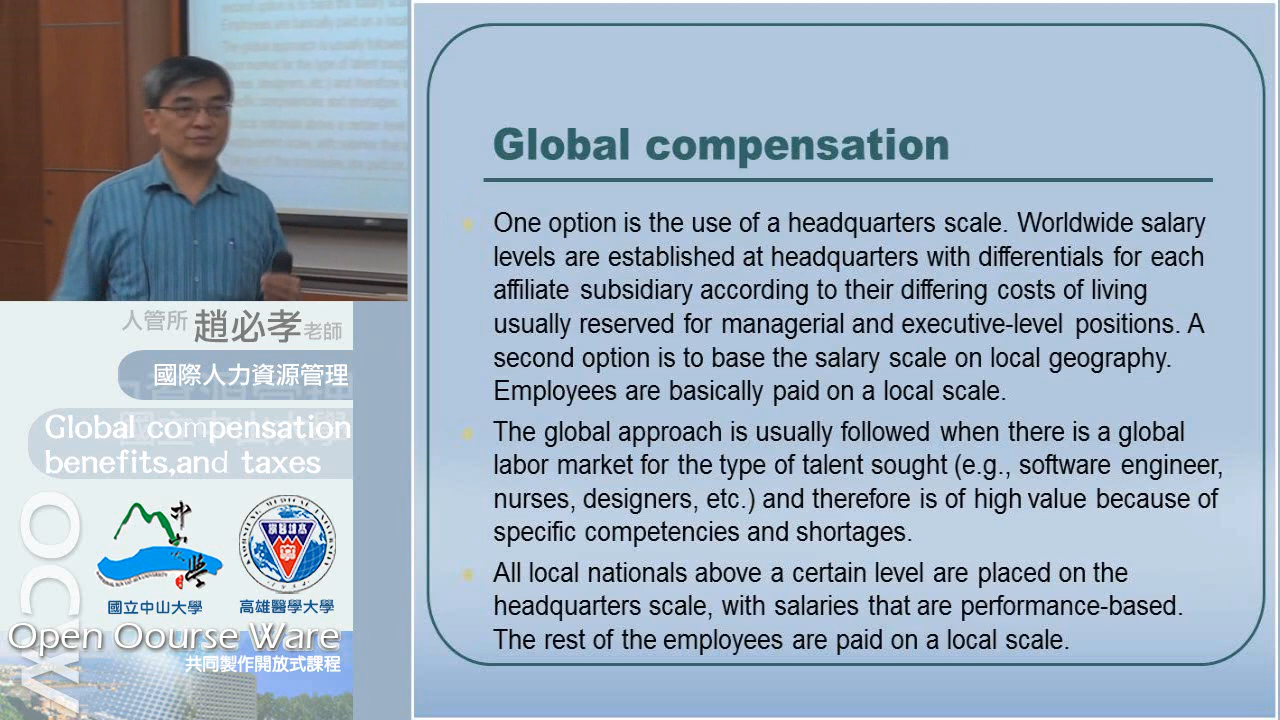 人管所 趙必孝老師
國際人力資源管理
Global compensation
benefits,and taxes
國立中山大學
高雄醫學大學
OCW
Open Oourse Ware
共同製作開放式課程
Global compensation
One option is the use of a headquarters scale. Worldwide salary
levels are established at headquarters with differentials for each
affiliate subsidiary according to their differing costs of living
usually reserved for managerial and executive-level positions. A
second option is to base the salary scale on local geography.
Employees are basically paid on a local scale.
The global approach is usually followed when there is a global
labor market for the type of talent sought (e.g., software engineer,
nurses, designers, etc.) and therefore is of high value because of
specific competencies and shortages.
All local nationals above a certain level are placed on the
headquarters scale, with salaries that are performance-based.
The rest of the employees are paid on a local scale.